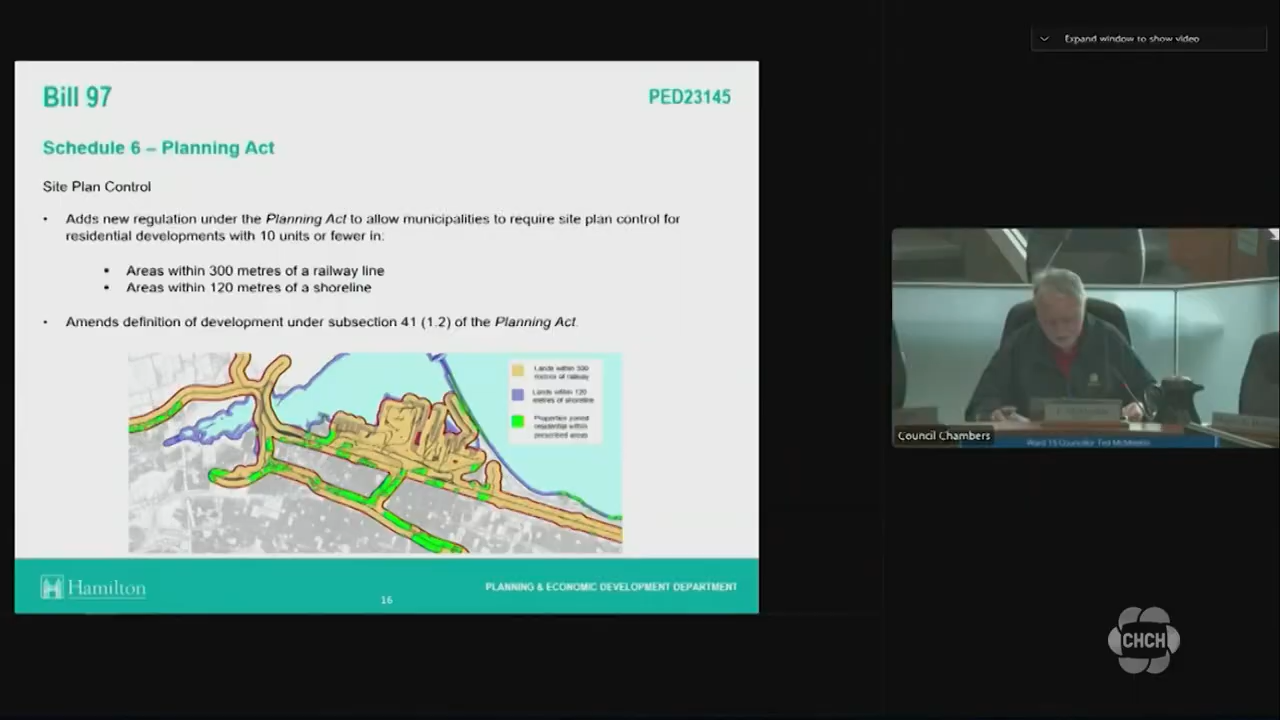 Expand window to show video
Bill 97
PED23145
Schedule 6 – Planning Act
Site Plan Control
• Adds new regulation under the Planning Act to allow municipalities to require site plan control for
residential developments with 10 units or fewer in:
• Areas within 300 metres of a railway line
• Areas within 120 metres of a shoreline
• Amends definition of development under subsection 41 (1.2) of the Planning Act.
Lands within 300
metres of railway
Lands within 120
metres of shoreline
Properties zoned
residential within
prescribed areas
Hamilton
16
PLANNING & ECONOMIC DEVELOPMENT DEPARTMENT
Council Chambers
Ward 15 Councillor Ted McMeekin
CHCH